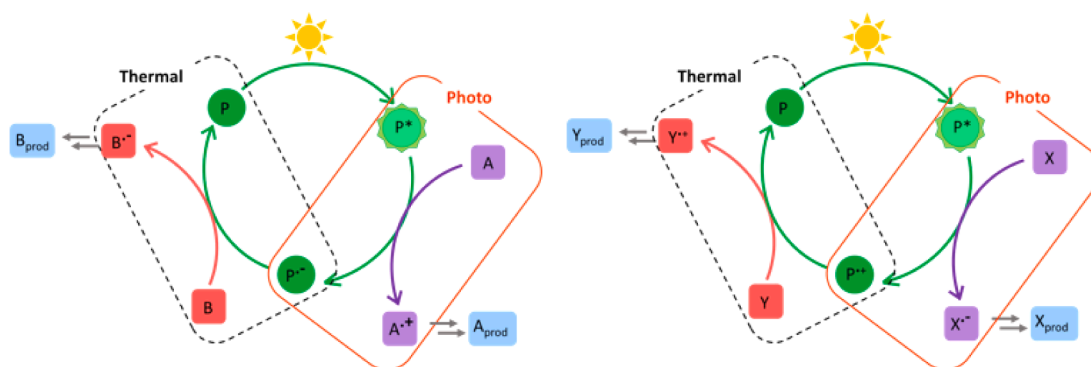 Thermal
P
P*
Photo
B•-
Bprod
A
P•-
B
A•+
Aprod
Thermal
P
P*
Photo
Y•+
Yprod
X
P•+
Y
X•-
Xprod